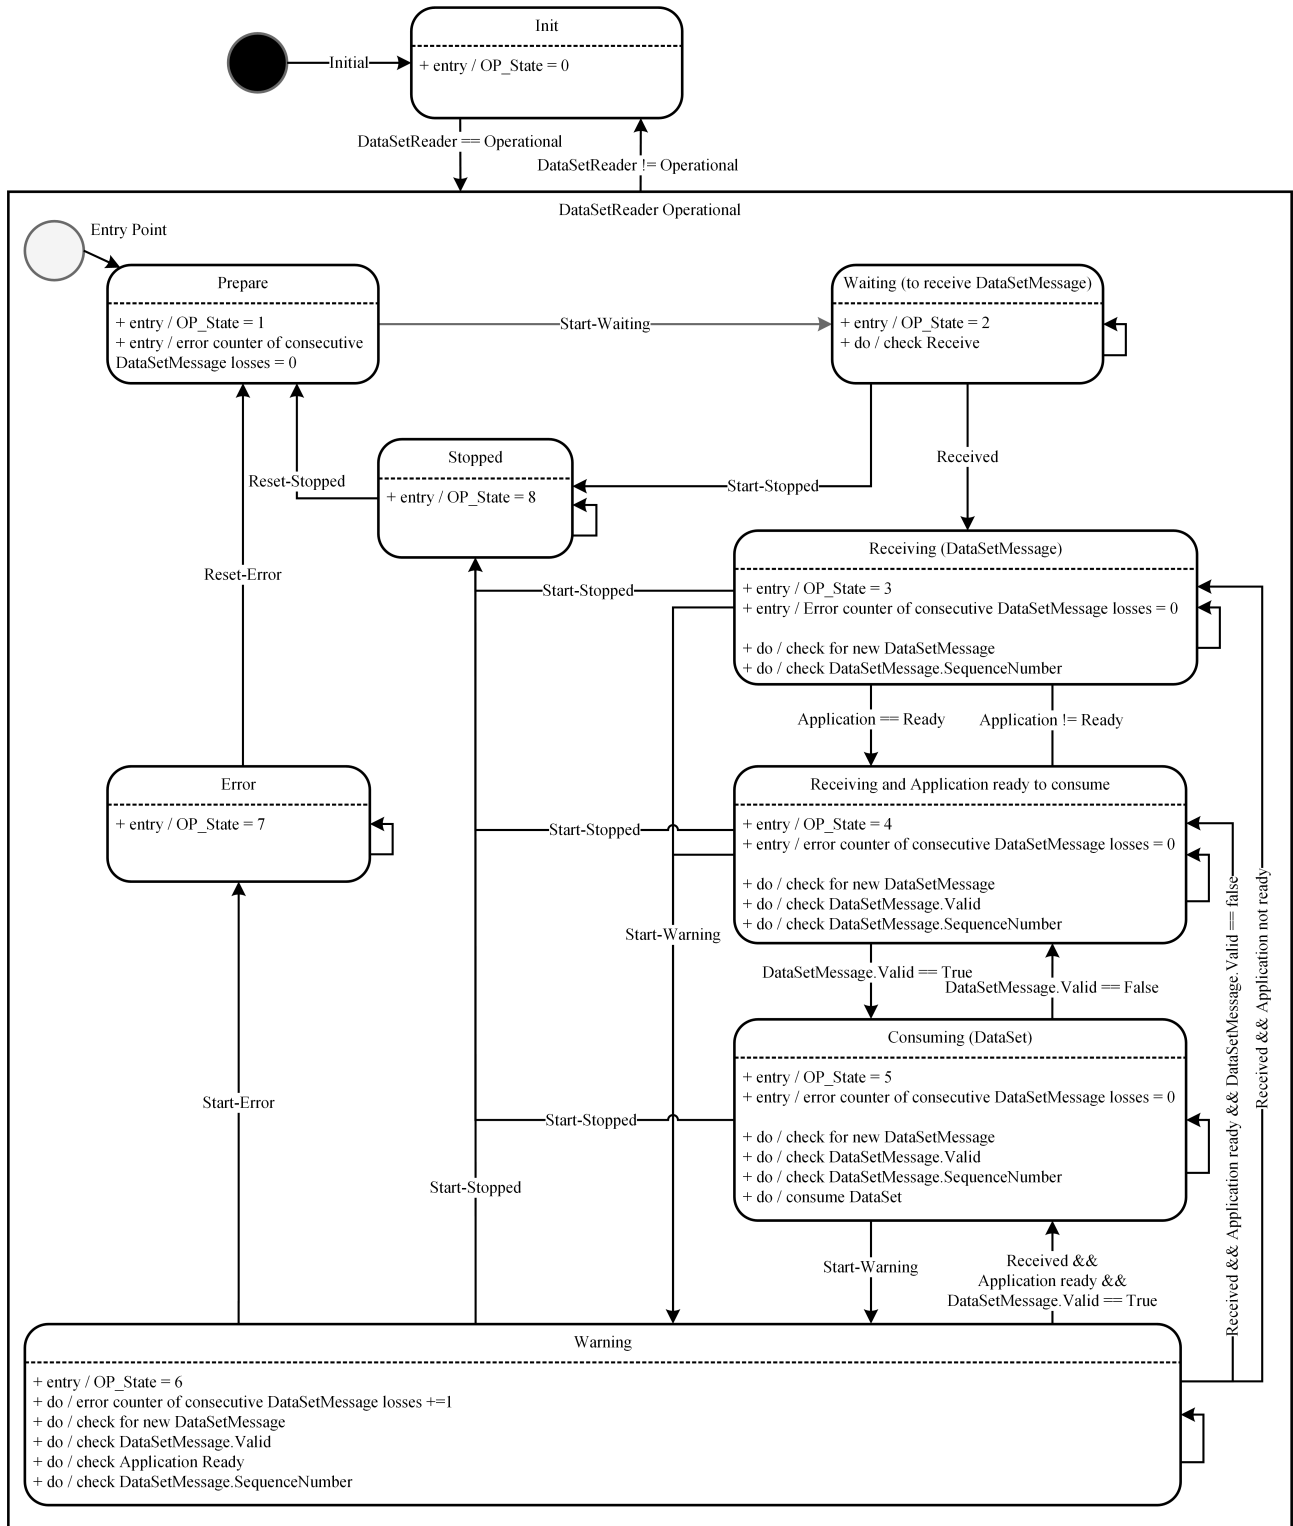 Init
Initial
+ entry / OP_State = 0
DataSetReader == Operational
DataSetReader != Operational
DataSetReader Operational
Entry Point
Prepare
+ entry / OP_State = 1
+ entry / error counter of consecutive
DataSetMessage losses = 0
Start-Waiting
Waiting (to receive DataSetMessage)
+ entry / OP_State = 2
+ do / check Receive
Stopped
+ entry / OP_State = 8
Reset-Stopped
Start-Stopped
Received
Reset-Error
Start-Stopped
Receiving (DataSetMessage)
+ entry / OP_State = 3
+ entry / Error counter of consecutive DataSetMessage losses = 0
+ do / check for new DataSetMessage
+ do / check DataSetMessage.SequenceNumber
Application == Ready
Application != Ready
Error
+ entry / OP_State = 7
Start-Stopped
Receiving and Application ready to consume
+ entry / OP_State = 4
+ entry / error counter of consecutive DataSetMessage losses = 0
+ do / check for new DataSetMessage
+ do / check DataSetMessage.Valid
+ do / check DataSetMessage.SequenceNumber
Start-Warning
DataSetMessage.Valid == True
DataSetMessage.Valid == False
Received && Application ready && DataSetMessage.Valid == false
Received && Application not ready
Consuming (DataSet)
+ entry / OP_State = 5
+ entry / error counter of consecutive DataSetMessage losses = 0
+ do / check for new DataSetMessage
+ do / check DataSetMessage.Valid
+ do / check DataSetMessage.SequenceNumber
+ do / consume DataSet
Start-Error
Start-Stopped
Start-Stopped
Start-Warning
Received &&
Application ready &&
DataSetMessage.Valid == True
Warning
+ entry / OP_State = 6
+ do / error counter of consecutive DataSetMessage losses +=1
+ do / check for new DataSetMessage
+ do / check DataSetMessage.Valid
+ do / check Application Ready
+ do / check DataSetMessage.SequenceNumber